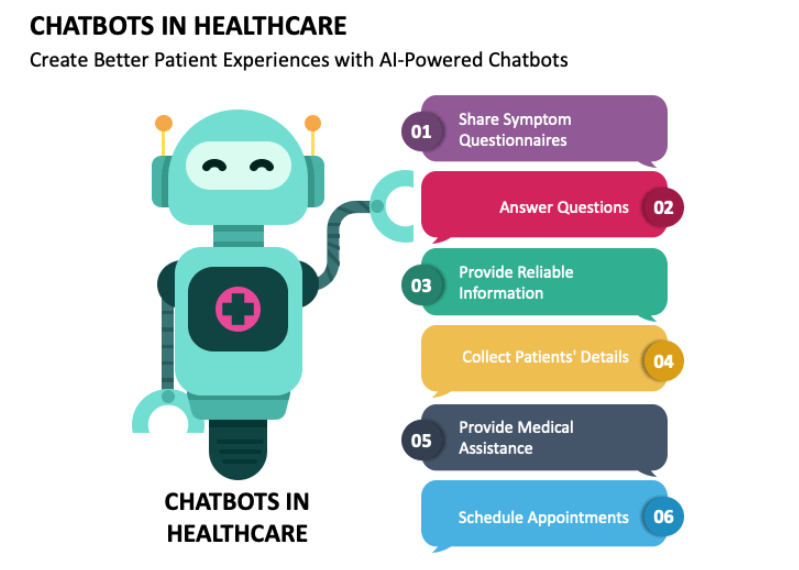 CHATBOTS IN HEALTHCARE
Create Better Patient Experiences with AI-Powered Chatbots
01
Share Symptom
Questionnaires
Answer Questions
02
03
Provide Reliable
Information
Collect Patients' Details
04
05
Provide Medical
Assistance
Schedule Appointments
06
CHATBOTS IN
HEALTHCARE